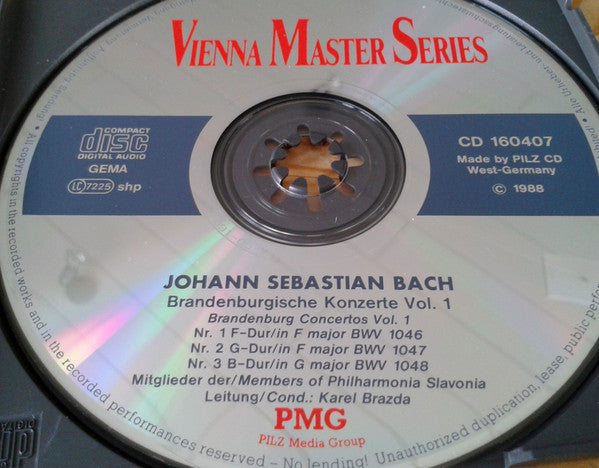 VIENNA MASTER SERIES
COMPACT
disc
DIGITAL AUDIO
GEMA
LC 7225 shp
CD 160407
Made by PILZ CD
West-Germany
© 1988
JOHANN SEBASTIAN BACH
Brandenburgische Konzerte Vol. 1
Brandenburg Concertos Vol. 1
Nr. 1 F-Dur/in F major BWV 1046
Nr. 2 G-Dur/in F major BWV 1047
Nr. 3 B-Dur/in G major BWV 1048
Mitglieder der/Members of Philharmonia Slavonia
Leitung/Cond.: Karel Brazda
PMG
PILZ Media Group
All copyrights in the recorded works and in the recorded performances reserved – No lending! Unauthorized duplication, lease, public